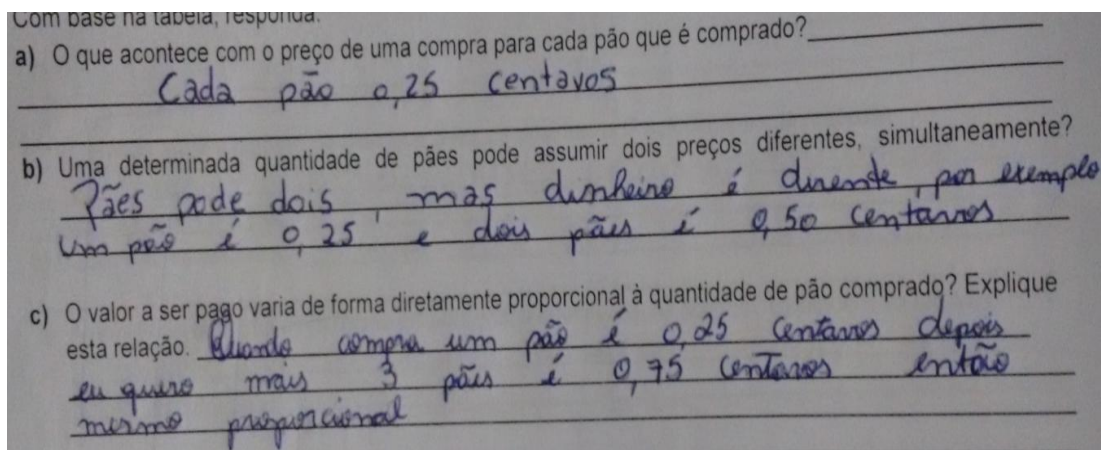 Com base na tabela, responda:
a) O que acontece com o preço de uma compra para cada pão que é comprado?
Cada pão 0,25 centavos
b) Uma determinada quantidade de pães pode assumir dois preços diferentes, simultaneamente?
Pães pode dois, mas dinheiro é diferente, por exemplo
um pão é 0,25 e dois pães é 0,50 centavos
c) O valor a ser pago varia de forma diretamente proporcional à quantidade de pão comprado? Explique
esta relação. Quando compra um pão é 0,25 centavos depois
eu quero mais 3 pães é 0,75 centavos então
mesmo proporcional